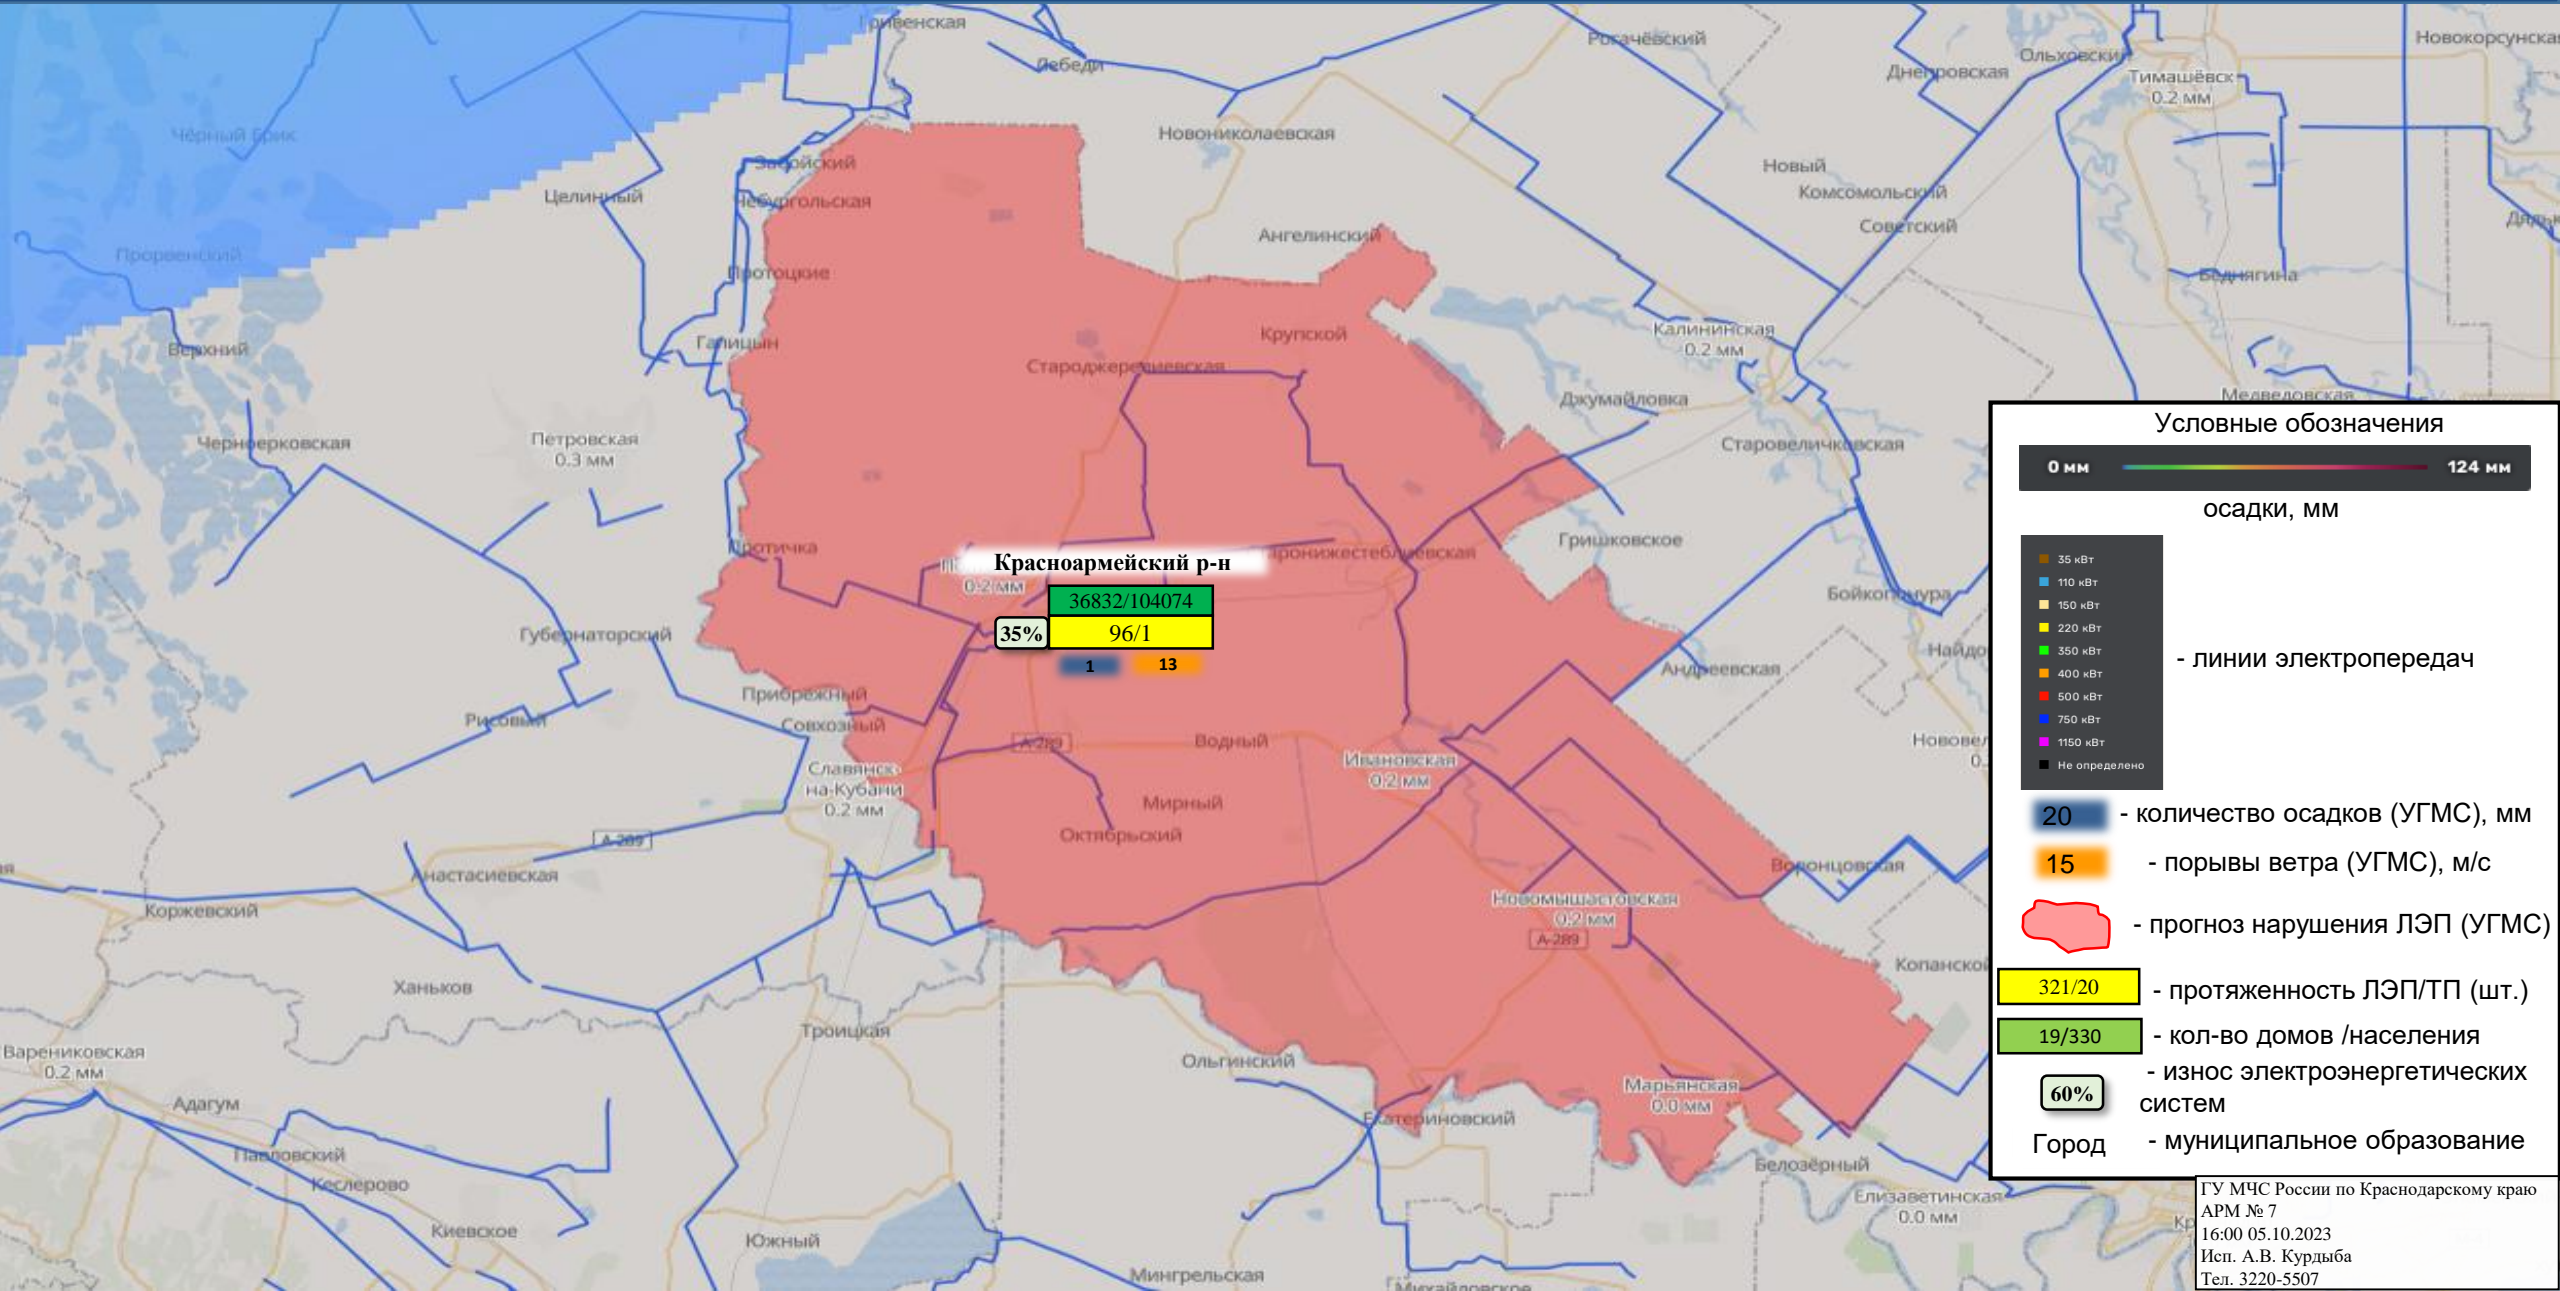 Гривенская
Лебеди
Рогачёвский
Ольховский
Новокорсунская
Днепровская
Тимашёвск
0.2 мм
Чёрный Ерик
Новониколаевская
Забойский
Новый
Целинный
Чебургольская
Комсомольский
Советский
Ангелинский
Прорвенский
Протоцкие
Беднягина
Верхний
Галицын
Крупской
Калининская
0.2 мм
Староджерелиевская
Джумайловка
Медведовская
Черноерковская
Петровская
0.3 мм
Старовеличковская
Протичка
Гришковское
Красноармейский р-н
0.2 мм
36832/104074
35%
96/1
1
13
Бойкопонура
Губернаторский
Андреевская
Прибрежный
Рисовый
Совхозный
А-289
Водный
Ивановская
0.2 мм
Славянск-
на-Кубани
0.2 мм
Мирный
Октябрьский
А-289
Анастасиевская
Воронцовская
Коржевский
Новомышастовская
0.2 мм
А-289
Ханьков
Троицкая
Ольгинский
Варениковская
0.2 мм
Адагум
Марьянская
0.0 мм
Екатериновский
Павловский
Кеслерово
Белозёрный
Елизаветинская
0.0 мм
Киевское
Южный
Мингрельская
Михайловское
Условные обозначения
0 мм
124 мм
осадки, мм
35 кВт
110 кВт
150 кВт
220 кВт
350 кВт
400 кВт
500 кВт
750 кВт
1150 кВт
Не определено
- линии электропередач
20 - количество осадков (УГМС), мм
15 - порывы ветра (УГМС), м/с
- прогноз нарушения ЛЭП (УГМС)
321/20 - протяженность ЛЭП/ТП (шт.)
19/330 - кол-во домов /населения
60% - износ электроэнергетических
систем
Город - муниципальное образование
ГУ МЧС России по Краснодарскому краю
АРМ № 7
16:00 05.10.2023
Исп. А.В. Курдыба
Тел. 3220-5507